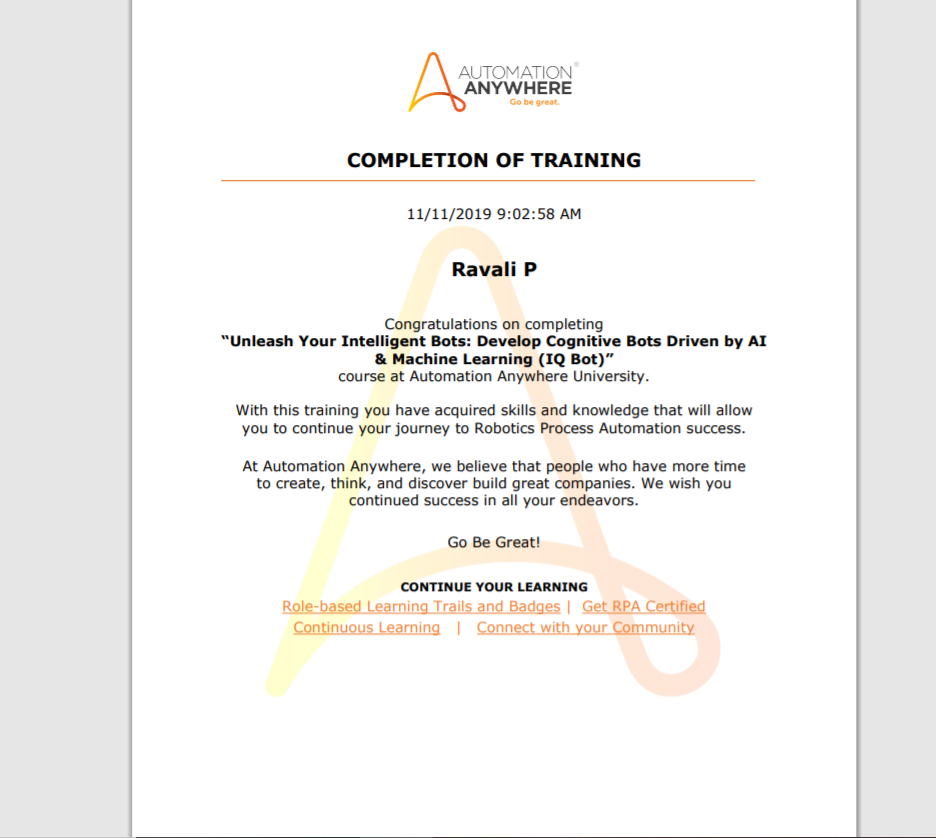 AUTOMATION®
ANYWHERE
Go be great.
COMPLETION OF TRAINING
11/11/2019 9:02:58 AM
Ravali P
Congratulations on completing
“Unleash Your Intelligent Bots: Develop Cognitive Bots Driven by AI
& Machine Learning (IQ Bot)”
course at Automation Anywhere University.
With this training you have acquired skills and knowledge that will allow
you to continue your journey to Robotics Process Automation success.
At Automation Anywhere, we believe that people who have more time
to create, think, and discover build great companies. We wish you
continued success in all your endeavors.
Go Be Great!
CONTINUE YOUR LEARNING
Role-based Learning Trails and Badges | Get RPA Certified
Continuous Learning | Connect with your Community